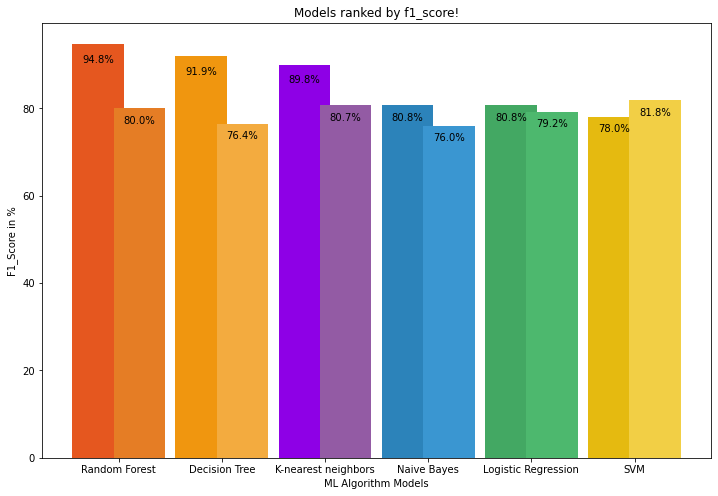 Models ranked by f1_score!
F1_Score in %
80
60
40
20
0
94.8%
80.0%
91.9%
76.4%
89.8%
80.7%
80.8%
76.0%
80.8%
79.2%
78.0%
81.8%
Random Forest
Decision Tree
K-nearest neighbors
Naive Bayes
Logistic Regression
SVM
ML Algorithm Models